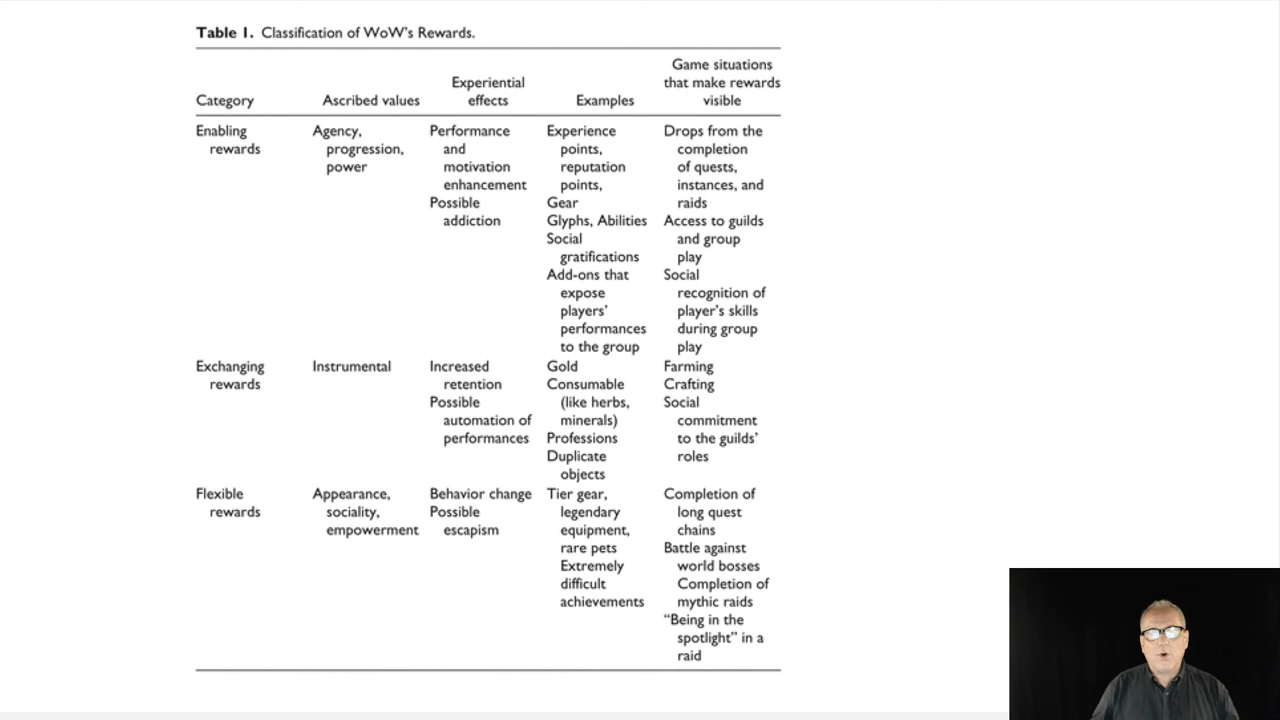 Table 1. Classification of WoW's Rewards.
Game situations
Experiential that make rewards
Category Ascribed values effects Examples visible
Enabling Agency, Performance Experience Drops from the
rewards progression, and points, completion
power motivation reputation of quests,
enhancement points, instances, and
Possible Gear raids
addiction Glyphs, Abilities Access to guilds
Social and group
gratifications play
Add-ons that Social
expose recognition of
players' player's skills
performances during group
to the group play
Exchanging Instrumental Increased Gold Farming
rewards retention Consumable Crafting
Possible (like herbs, Social
automation of minerals) commitment
performances Professions to the guilds'
Duplicate roles
objects
Flexible Appearance, Behavior change Tier gear, Completion of
rewards sociality, Possible legendary long quest
empowerment escapism equipment, chains
rare pets Battle against
Extremely world bosses
difficult Completion of
achievements mythic raids
“Being in the
spotlight” in a
raid